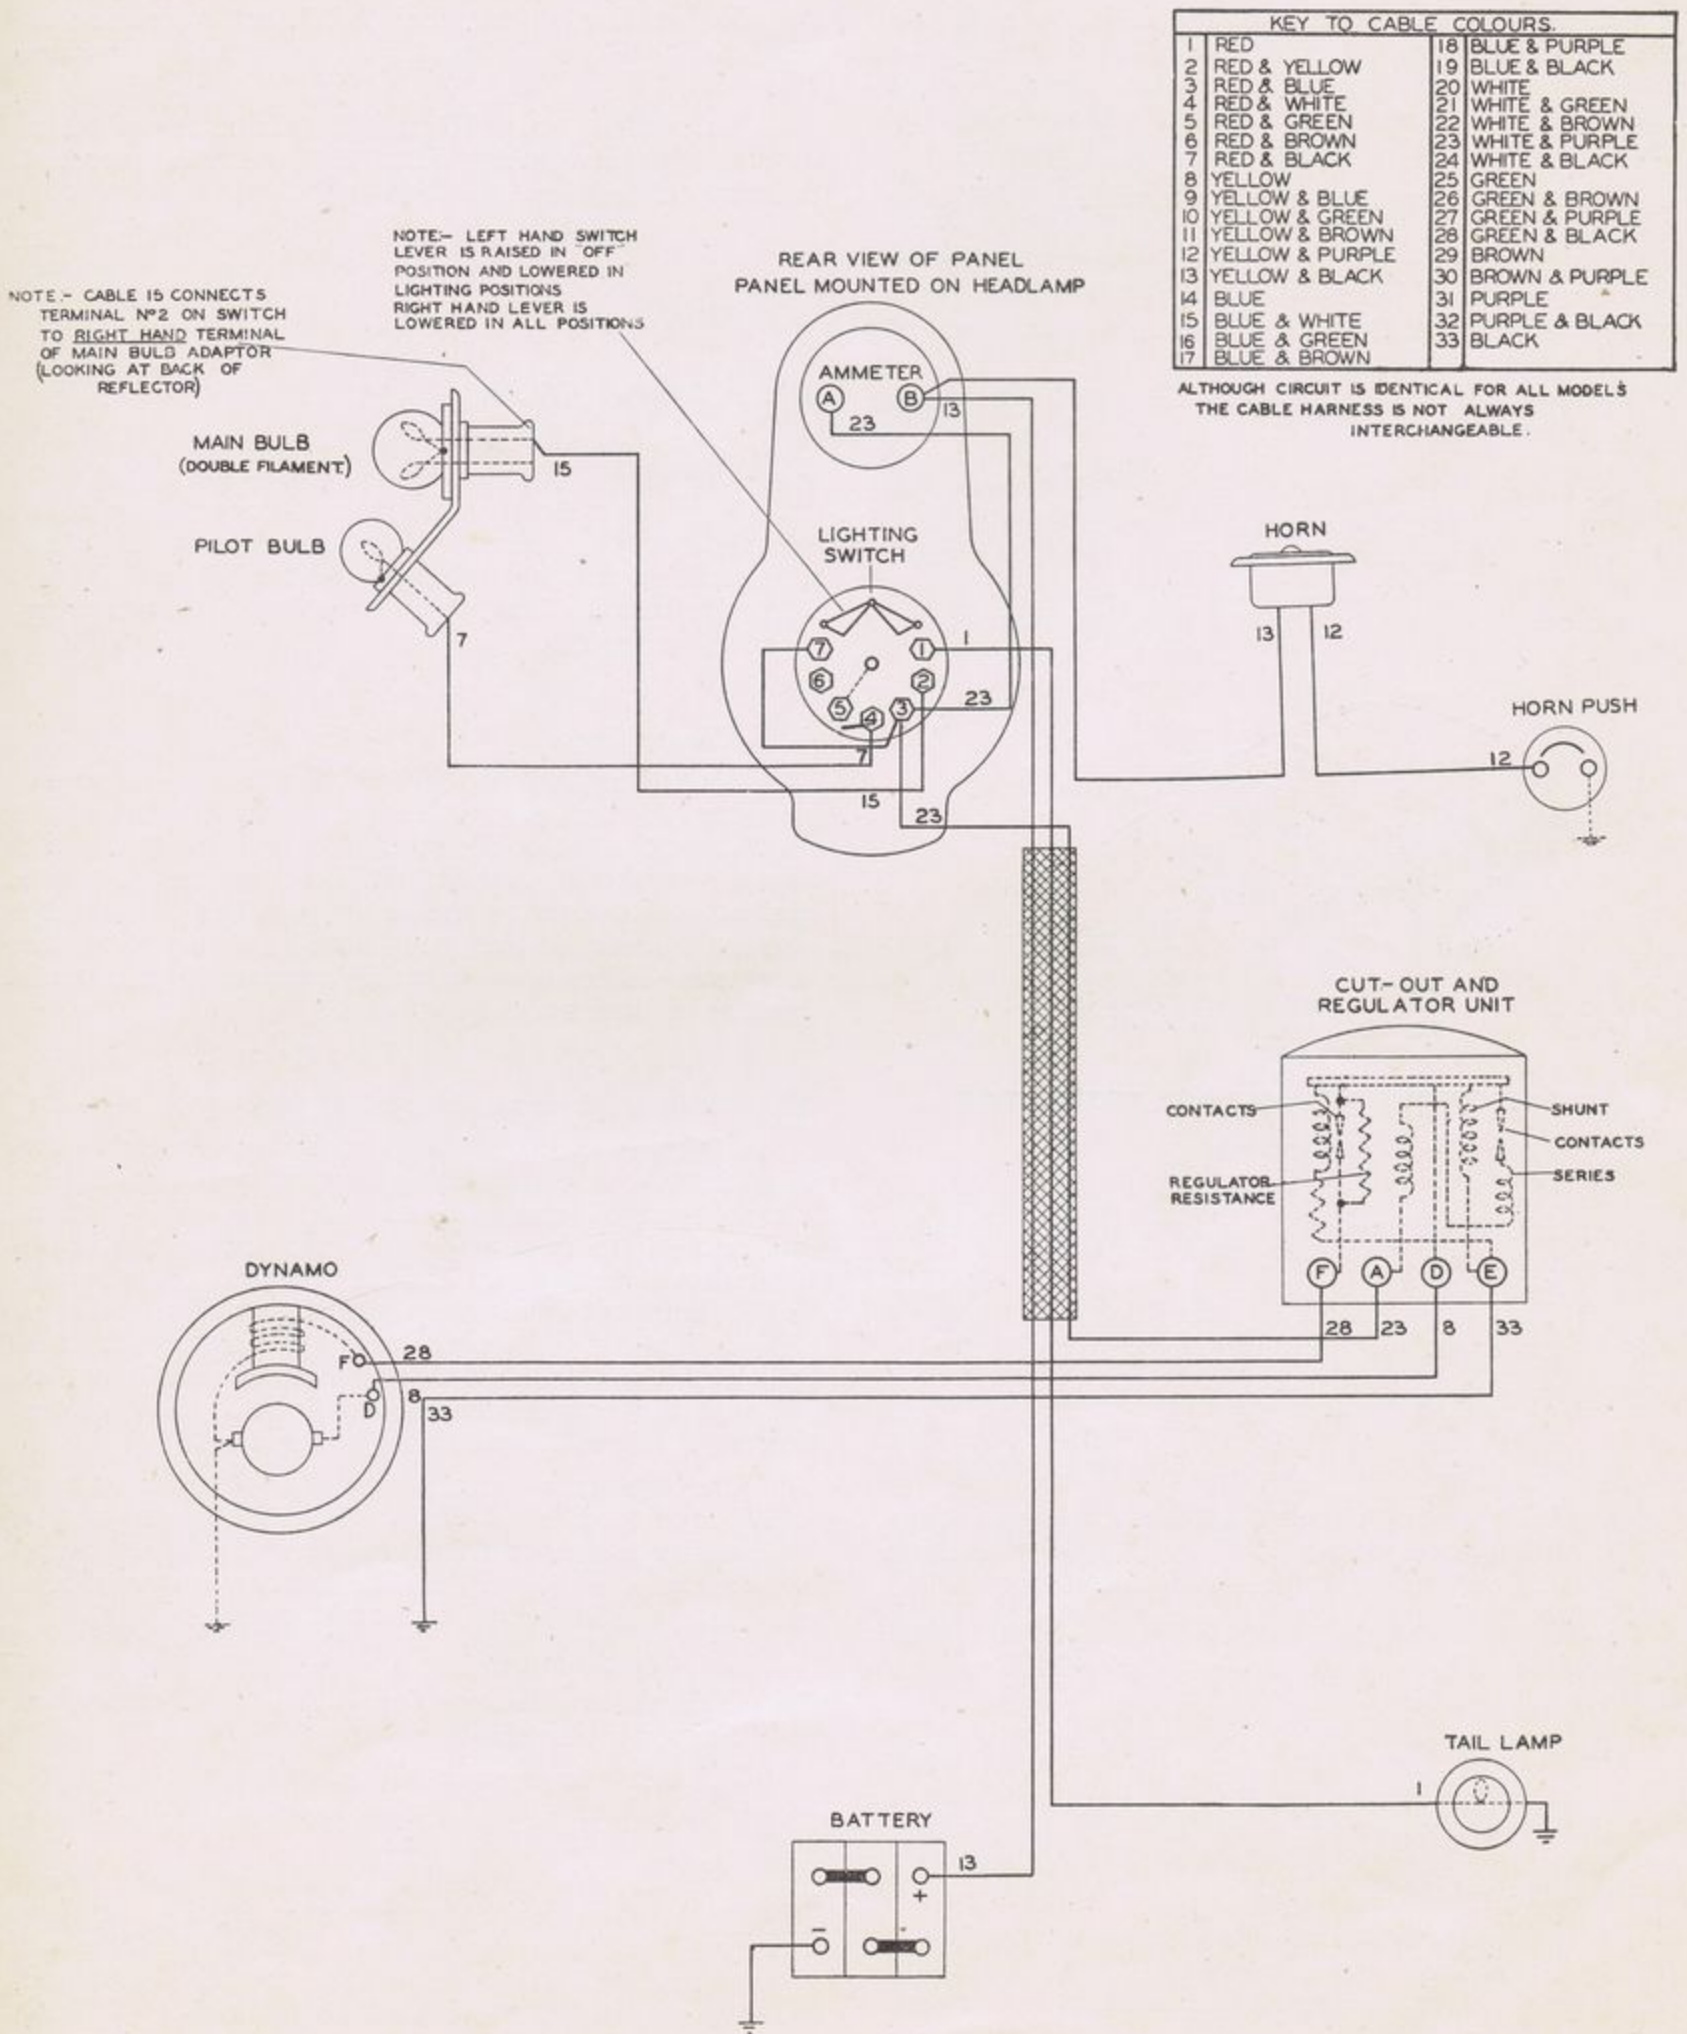 KEY TO CABLE COLOURS.
1 RED
2 RED & YELLOW
3 RED & BLUE
4 RED & WHITE
5 RED & GREEN
6 RED & BROWN
7 RED & BLACK
8 YELLOW
9 YELLOW & BLUE
10 YELLOW & GREEN
11 YELLOW & BROWN
12 YELLOW & PURPLE
13 YELLOW & BLACK
14 BLUE
15 BLUE & WHITE
16 BLUE & GREEN
17 BLUE & BROWN
18 BLUE & PURPLE
19 BLUE & BLACK
20 WHITE
21 WHITE & GREEN
22 WHITE & BROWN
23 WHITE & PURPLE
24 WHITE & BLACK
25 GREEN
26 GREEN & BROWN
27 GREEN & PURPLE
28 GREEN & BLACK
29 BROWN
30 BROWN & PURPLE
31 PURPLE
32 PURPLE & BLACK
33 BLACK
ALTHOUGH CIRCUIT IS IDENTICAL FOR ALL MODELS
THE CABLE HARNESS IS NOT ALWAYS
INTERCHANGEABLE.
NOTE:- LEFT HAND SWITCH
LEVER IS RAISED IN "OFF"
POSITION AND LOWERED IN
LIGHTING POSITIONS
RIGHT HAND LEVER IS
LOWERED IN ALL POSITIONS
NOTE:- CABLE 15 CONNECTS
TERMINAL Nº2 ON SWITCH
TO RIGHT HAND TERMINAL
OF MAIN BULB ADAPTOR
(LOOKING AT BACK OF
REFLECTOR)
REAR VIEW OF PANEL
PANEL MOUNTED ON HEADLAMP
AMMETER
A B
13
23
MAIN BULB
(DOUBLE FILAMENT.)
15
PILOT BULB
7
LIGHTING
SWITCH
7 1
6 2
5 4 3
1
23
7
15
23
HORN
13 12
HORN PUSH
12
CUT-OUT AND
REGULATOR UNIT
CONTACTS
SHUNT
CONTACTS
REGULATOR
RESISTANCE
SERIES
F A D E
28 23 8 33
DYNAMO
F
28
D
8
33
TAIL LAMP
1
BATTERY
13
+
-
-